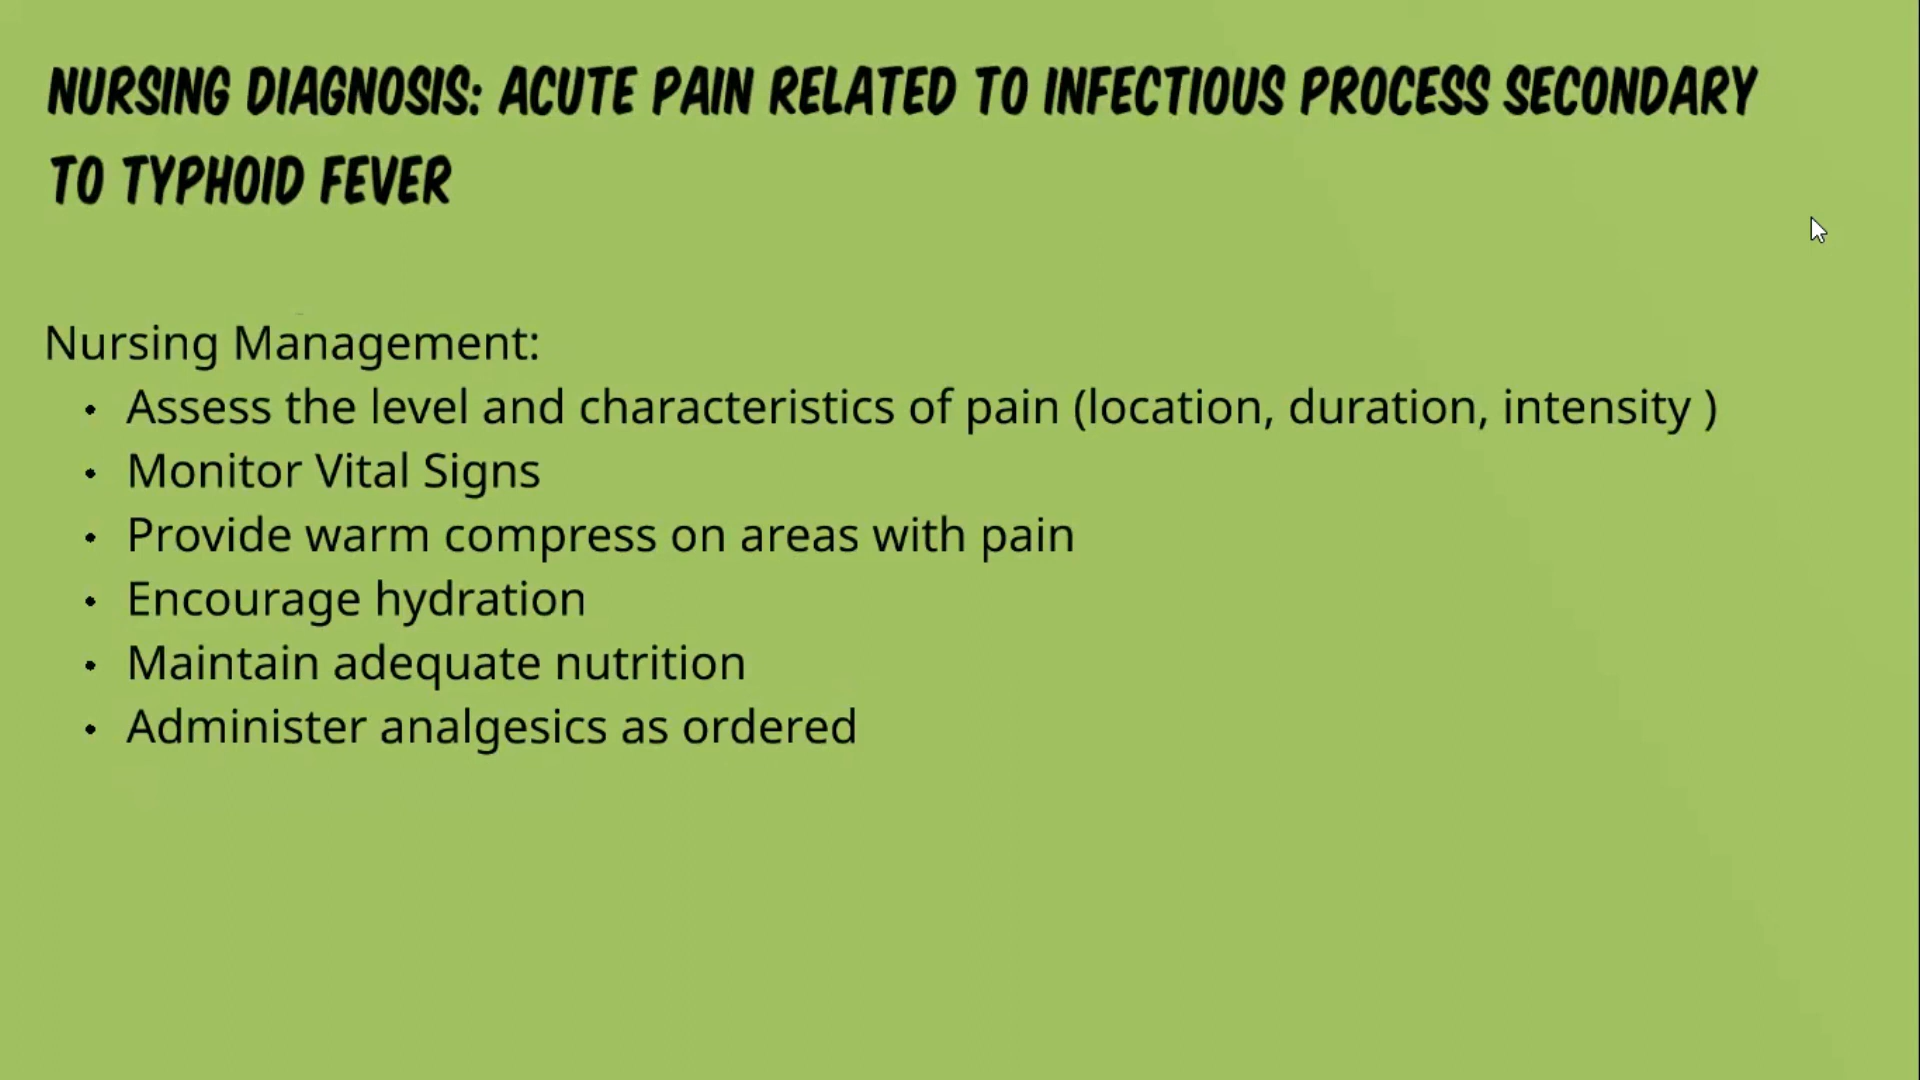 NURSING DIAGNOSIS: ACUTE PAIN RELATED TO INFECTIOUS PROCESS SECONDARY
TO TYPHOID FEVER
Nursing Management:
• Assess the level and characteristics of pain (location, duration, intensity )
• Monitor Vital Signs
• Provide warm compress on areas with pain
• Encourage hydration
• Maintain adequate nutrition
• Administer analgesics as ordered